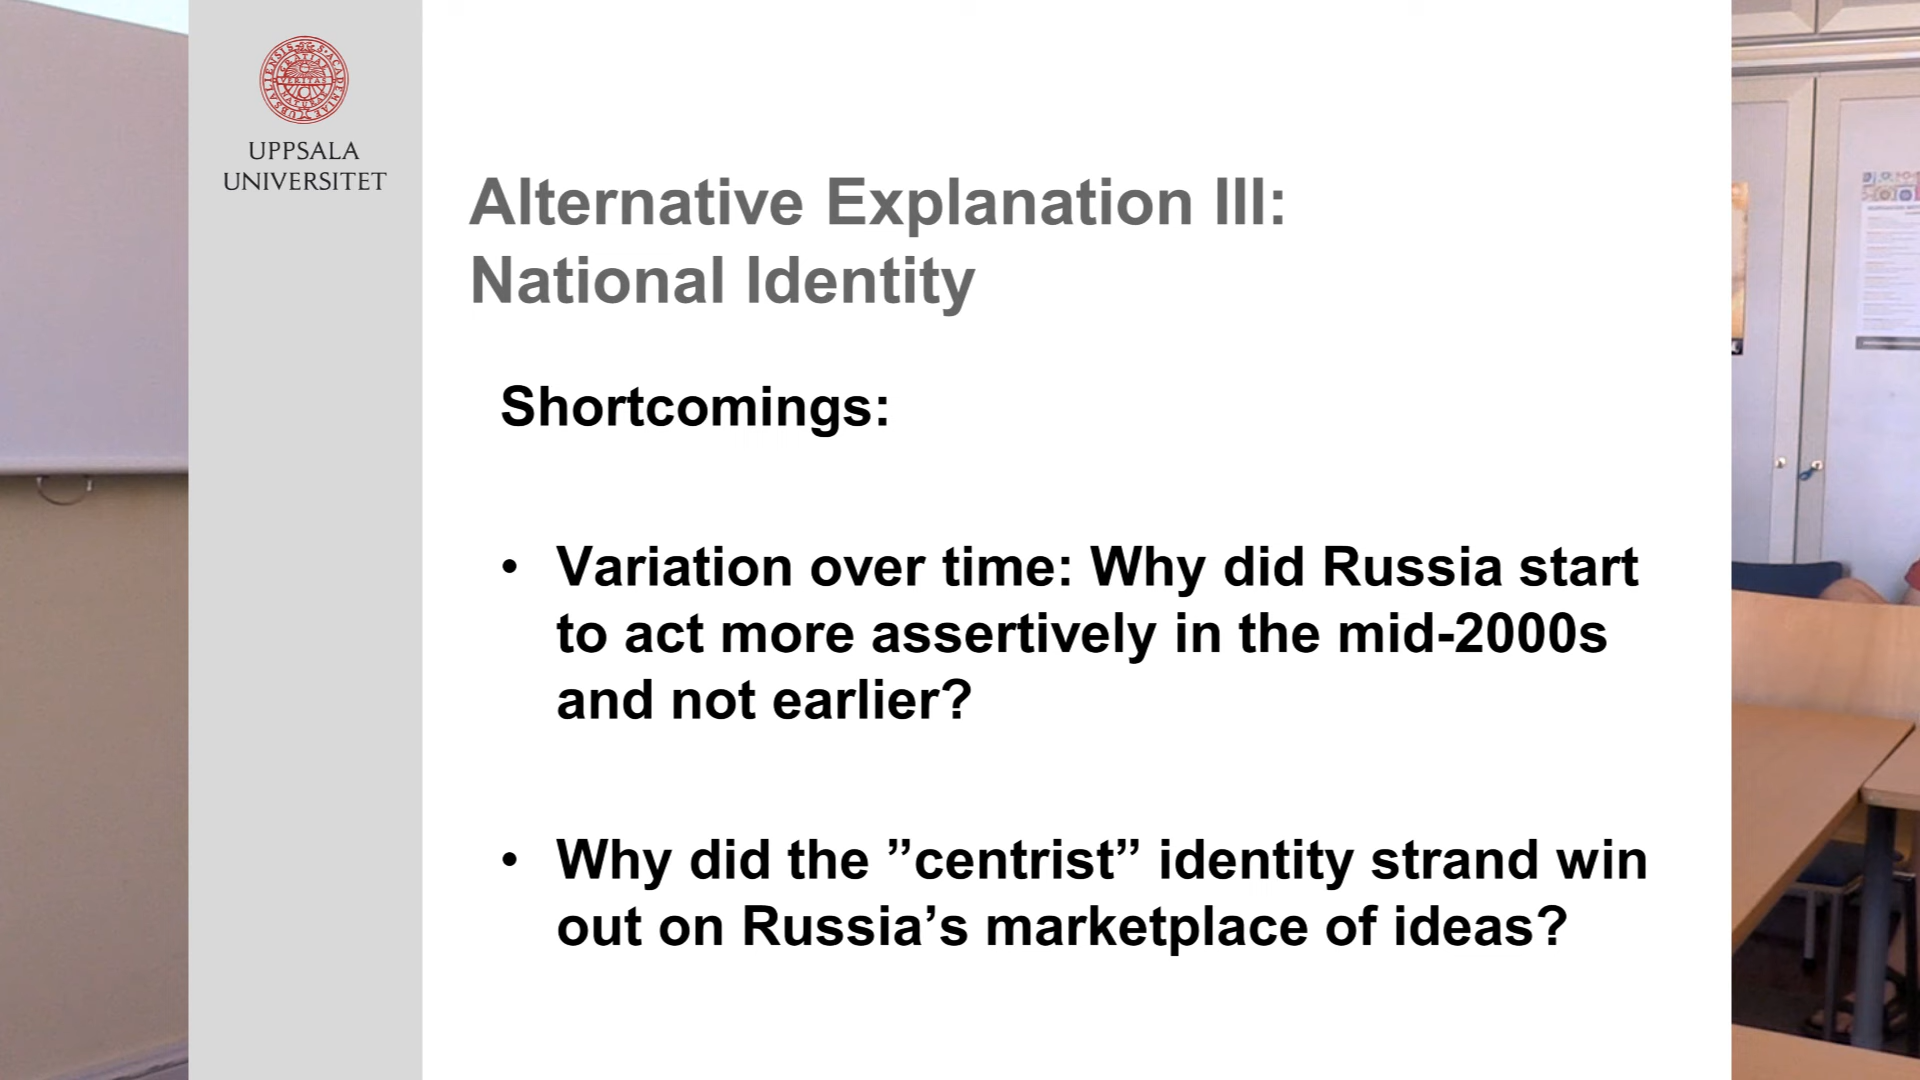 UPPSALA
UNIVERSITET
Alternative Explanation III:
National Identity
Shortcomings:
• Variation over time: Why did Russia start
to act more assertively in the mid-2000s
and not earlier?
• Why did the ”centrist” identity strand win
out on Russia’s marketplace of ideas?